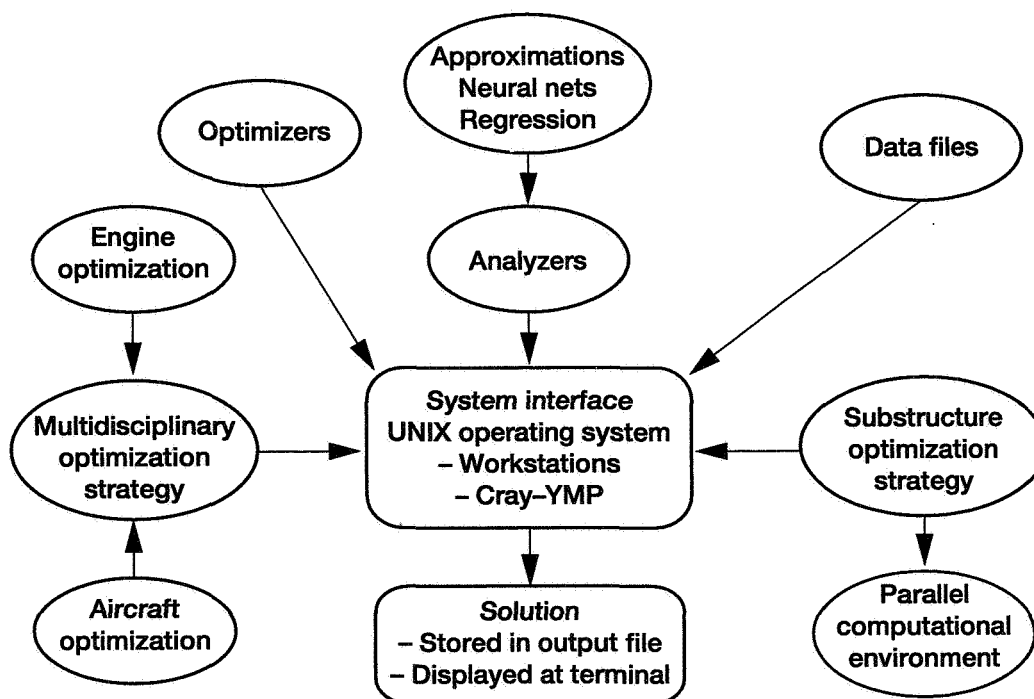 Approximations
Neural nets
Regression
Optimizers
Data files
Engine
optimization
Analyzers
System interface
UNIX operating system
– Workstations
– Cray–YMP
Multidisciplinary
optimization
strategy
Substructure
optimization
strategy
Aircraft
optimization
Solution
– Stored in output file
– Displayed at terminal
Parallel
computational
environment